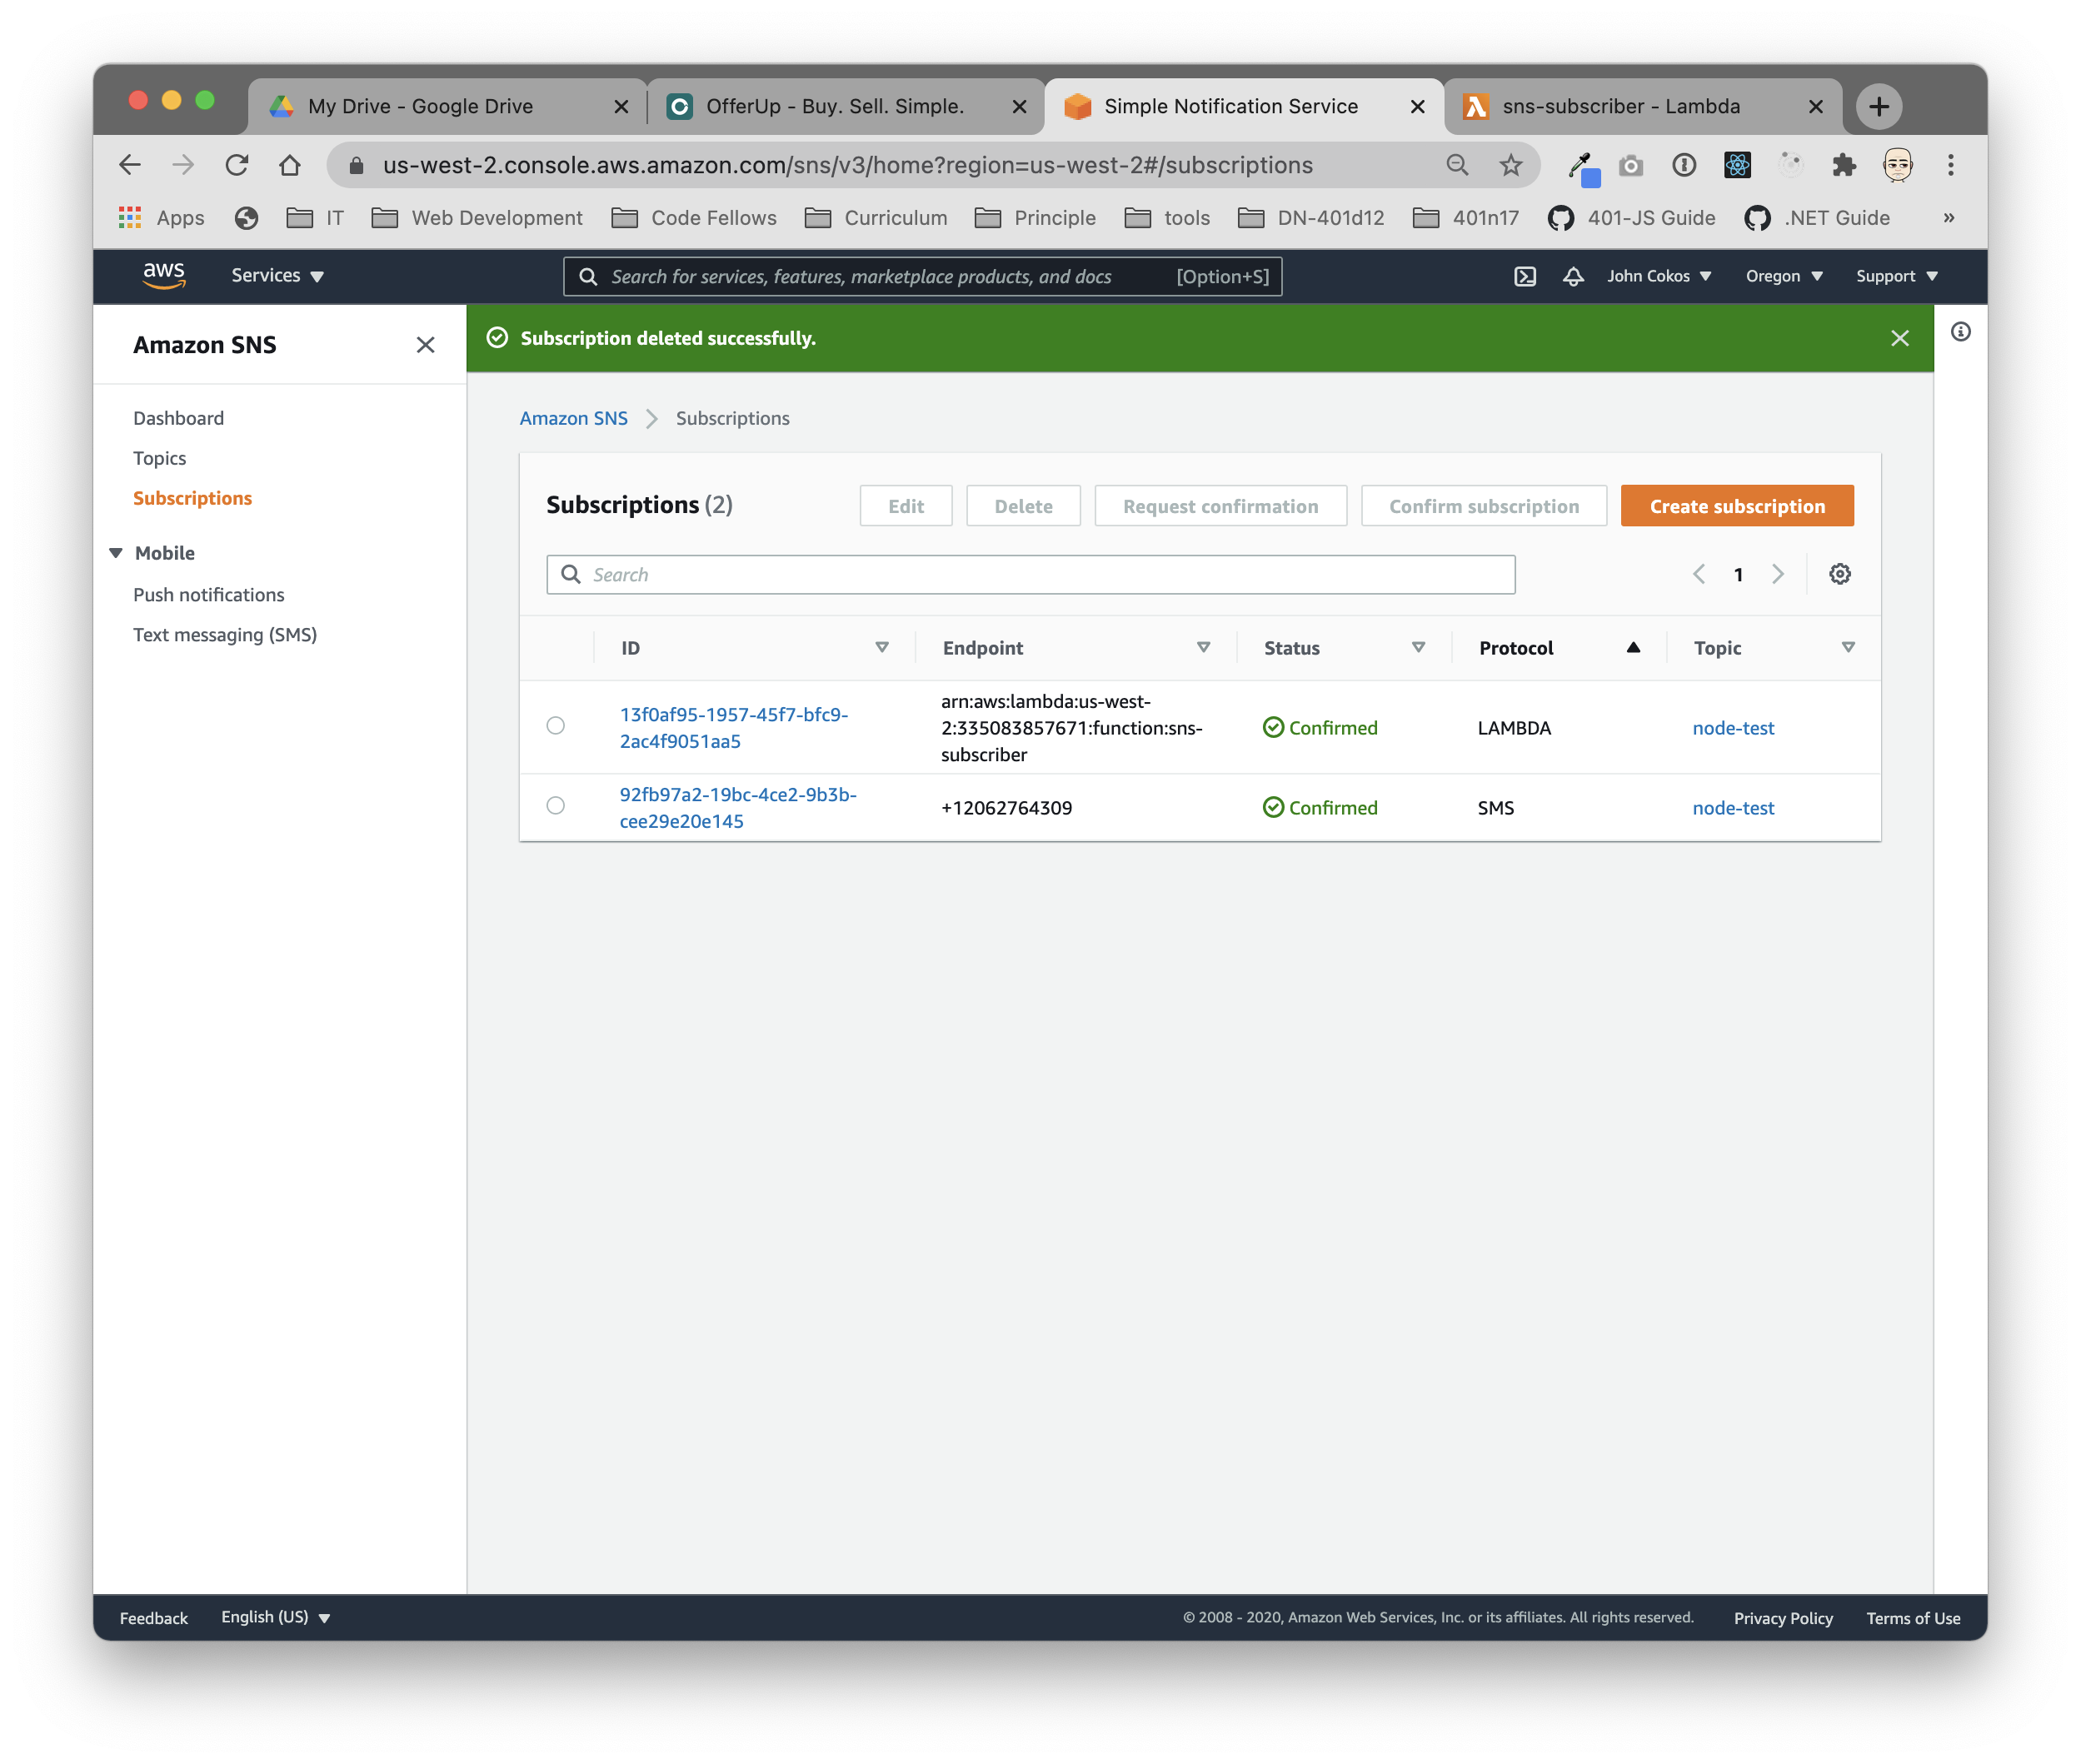 My Drive - Google Drive
OfferUp - Buy. Sell. Simple.
Simple Notification Service
sns-subscriber - Lambda
us-west-2.console.aws.amazon.com/sns/v3/home?region=us-west-2#/subscriptions
Apps
IT
Web Development
Code Fellows
Curriculum
Principle
tools
DN-401d12
401n17
401-JS Guide
.NET Guide
»
aws
Services
Search for services, features, marketplace products, and docs
[Option+S]
John Cokos
Oregon
Support
Amazon SNS
Dashboard
Topics
Subscriptions
Mobile
Push notifications
Text messaging (SMS)
Subscription deleted successfully.
Amazon SNS
Subscriptions
Subscriptions (2)
Edit
Delete
Request confirmation
Confirm subscription
Create subscription
Search
1
ID
Endpoint
Status
Protocol
Topic
13f0af95-1957-45f7-bfc9-
2ac4f9051aa5
arn:aws:lambda:us-west-
2:335083857671:function:sns-
subscriber
Confirmed
LAMBDA
node-test
92fb97a2-19bc-4ce2-9b3b-
cee29e20e145
+12062764309
Confirmed
SMS
node-test
Feedback
English (US)
© 2008 - 2020, Amazon Web Services, Inc. or its affiliates. All rights reserved.
Privacy Policy
Terms of Use